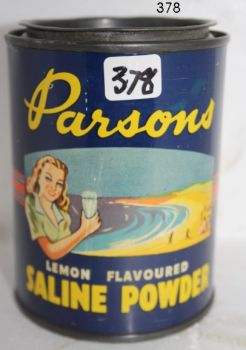 378
Parsons
378
LEMON FLAVOURED
SALINE POWDER